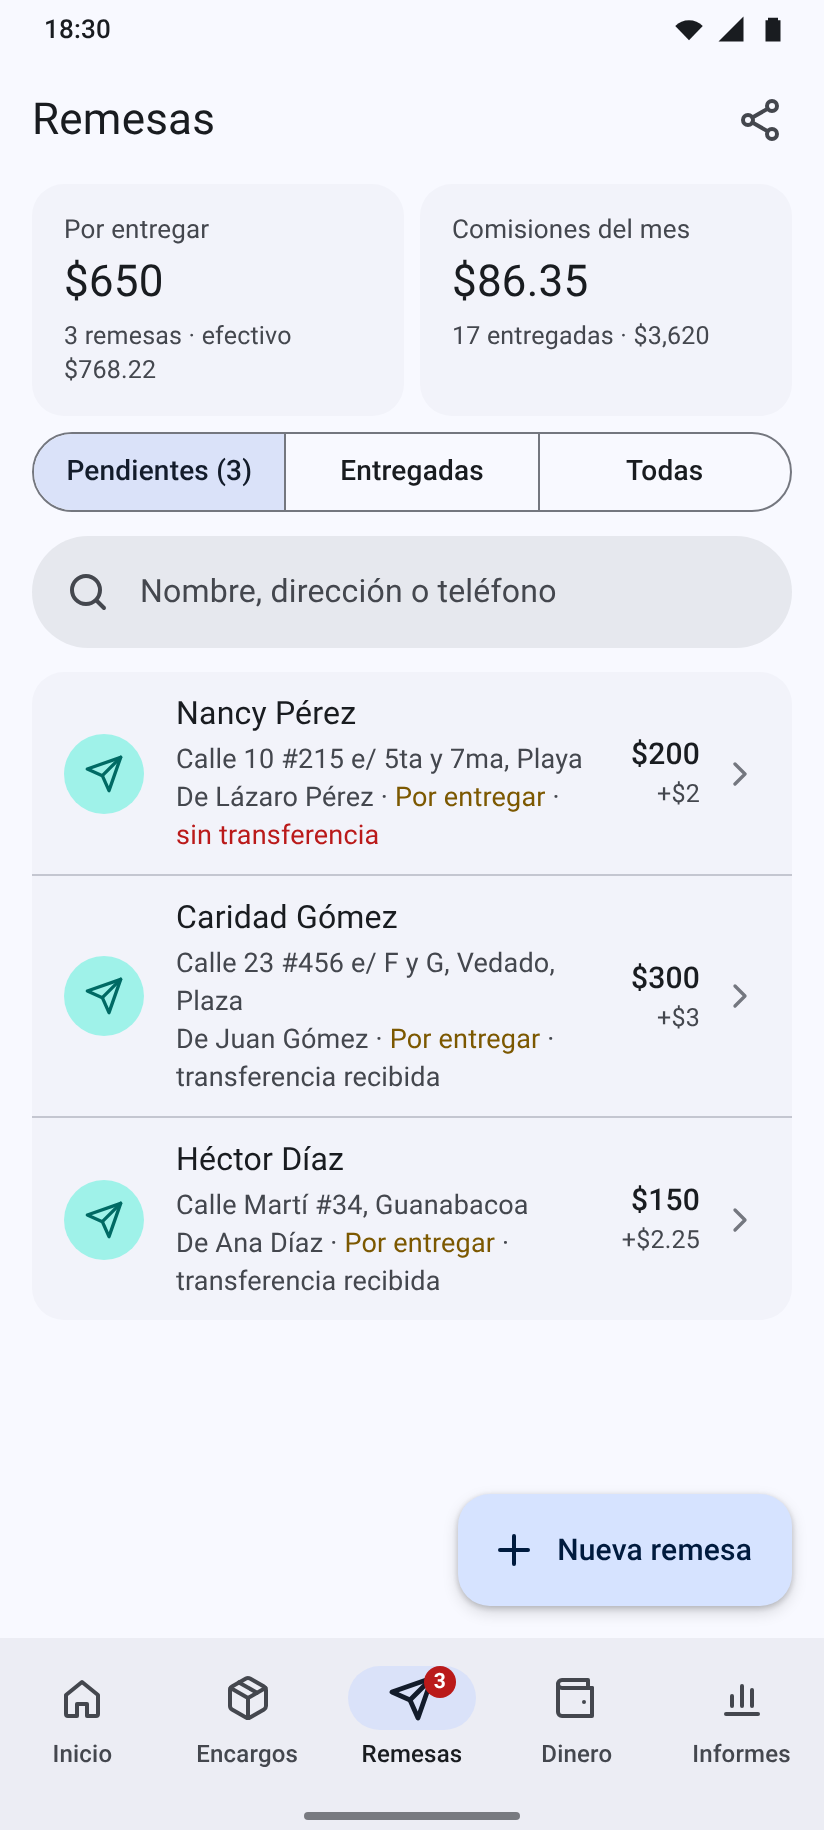 18:30
Remesas
Por entregar
$650
3 remesas · efectivo
$768.22
Comisiones del mes
$86.35
17 entregadas · $3,620
Pendientes (3)
Entregadas
Todas
Nombre, dirección o teléfono
Nancy Pérez
Calle 10 #215 e/ 5ta y 7ma, Playa
De Lázaro Pérez · Por entregar ·
sin transferencia
$200
+$2
Caridad Gómez
Calle 23 #456 e/ F y G, Vedado,
Plaza
De Juan Gómez · Por entregar ·
transferencia recibida
$300
+$3
Héctor Díaz
Calle Martí #34, Guanabacoa
De Ana Díaz · Por entregar ·
transferencia recibida
$150
+$2.25
Nueva remesa
3
Inicio
Encargos
Remesas
Dinero
Informes